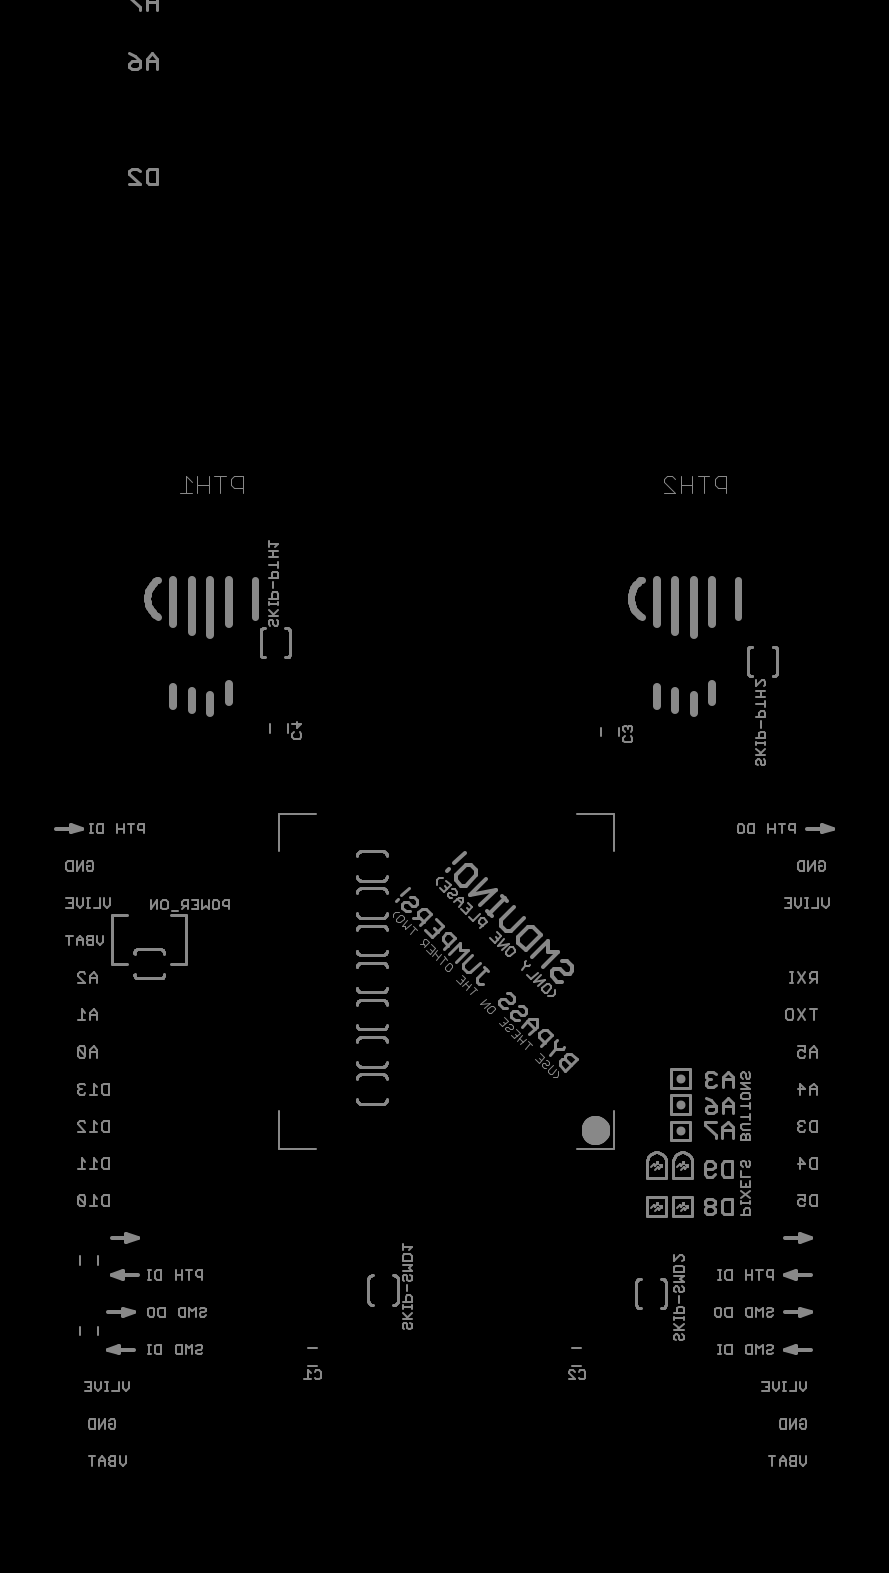 A7
A6
D2
PTH1
PTH2
SKIP-PTH1
SKIP-PTH2
C4
C3
PTH DI
PTH DO
GND
GND
VLIVE
POWER_ON
VLIVE
VBAT
A2
RXI
A1
TXO
A0
A5
D13
A4
D12
D3
D11
D4
D10
D5
SMDUINO!
(ONLY ONE PLEASE)
BYPASS JUMPERS!
(USE THESE ON THE OTHER TWO)
A3
A6
A7
BUTTONS
D9
D8
PIXELS
SKIP-SMD1
SKIP-SMD2
PTH DI
PTH DI
SMD DO
SMD DO
SMD DI
SMD DI
C1
C2
VLIVE
VLIVE
GND
GND
VBAT
VBAT